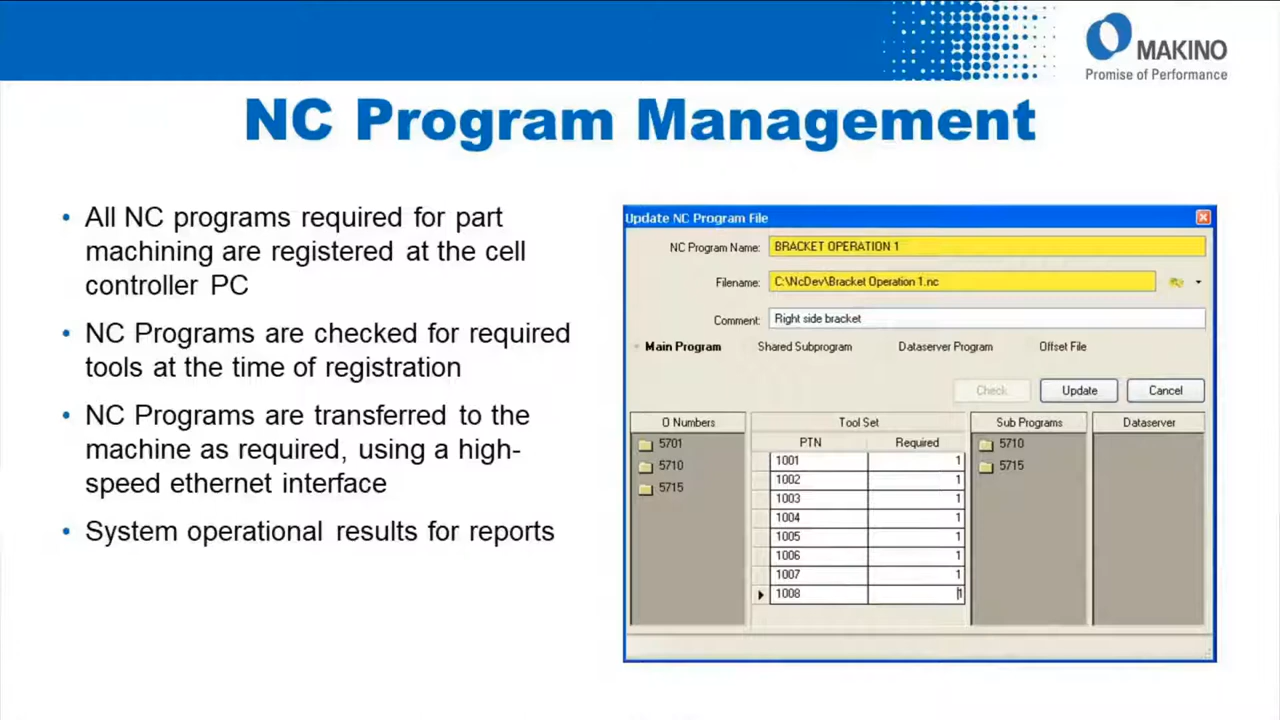 MAKINO
Promise of Performance
NC Program Management
• All NC programs required for part
machining are registered at the cell
controller PC
• NC Programs are checked for required
tools at the time of registration
• NC Programs are transferred to the
machine as required, using a high-
speed ethernet interface
• System operational results for reports
Update NC Program File
NC Program Name: BRACKET OPERATION 1
Filename: C:\NcDev\Bracket Operation 1.nc
Comment: Right side bracket
Main Program Shared Subprogram Dataserver Program Offset File
Check Update Cancel
O Numbers Tool Set Sub Programs Dataserver
PTN Required
5701
5710
5715
1001 1
1002 1
1003 1
1004 1
1005 1
1006 1
1007 1
1008 1
5710
5715